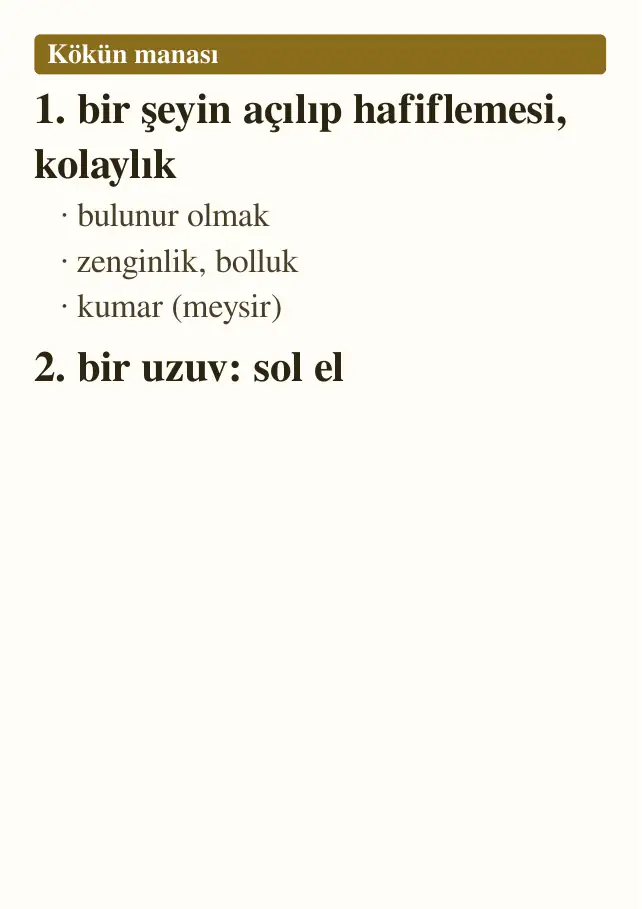 Kökün manası
1. bir şeyin açılıp hafiflemesi,
kolaylık
· bulunur olmak
· zenginlik, bolluk
· kumar (meysir)
2. bir uzuv: sol el